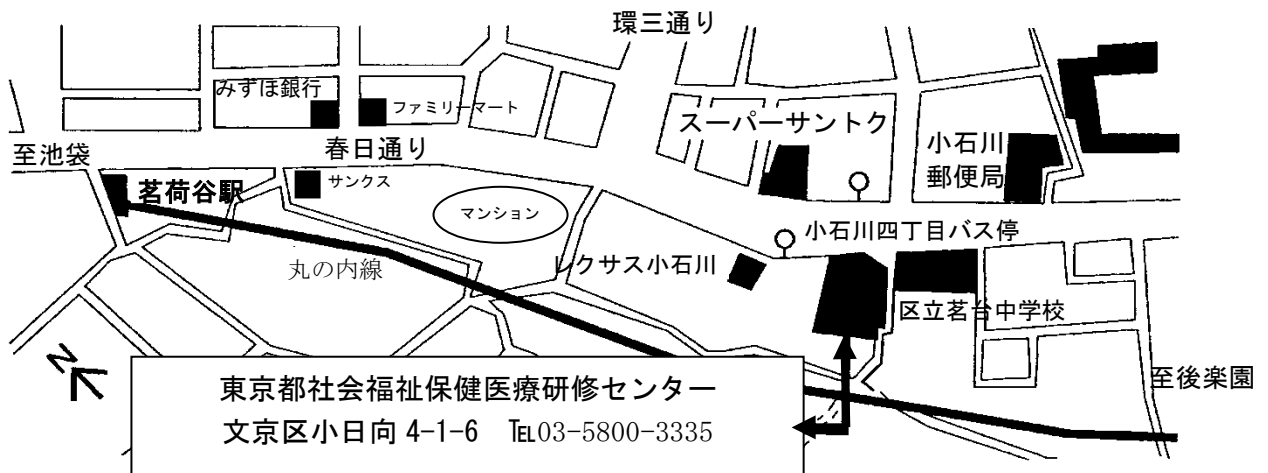 環三通り
みずほ銀行
ファミリーマート
スーパーサントク
小石川
郵便局
至池袋
春日通り
茗荷谷駅
サンクス
マンション
小石川四丁目バス停
丸の内線
レクサス小石川
区立茗台中学校
N
至後楽園
東京都社会福祉保健医療研修センター
文京区小日向 4-1-6 ℡03-5800-3335